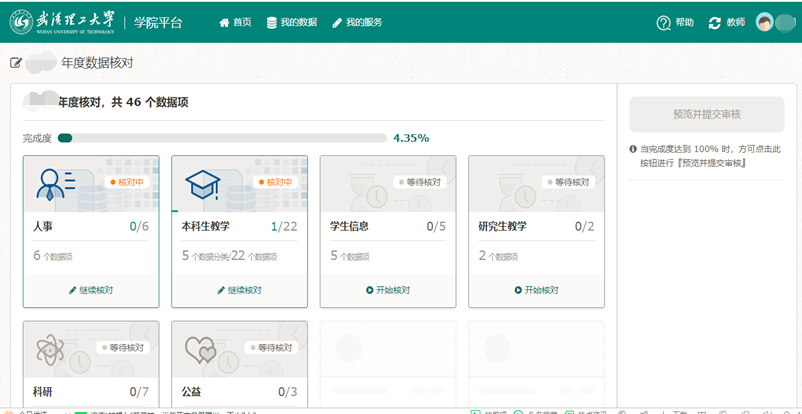 武汉理工大学
WUHAN UNIVERSITY OF TECHNOLOGY
学院平台
首页
我的数据
我的服务
帮助
教师
年度数据核对
年度核对，共 46 个数据项
完成度
4.35%
预览并提交审核
当完成度达到 100% 时，方可点击此
按钮进行『预览并提交审核』
核对中
人事 0/6
6 个数据项
继续核对
核对中
本科生教学 1/22
5 个数据分类/22 个数据项
继续核对
等待核对
学生信息 0/5
5 个数据项
开始核对
等待核对
研究生教学 0/2
2 个数据项
开始核对
等待核对
科研 0/7
等待核对
公益 0/3